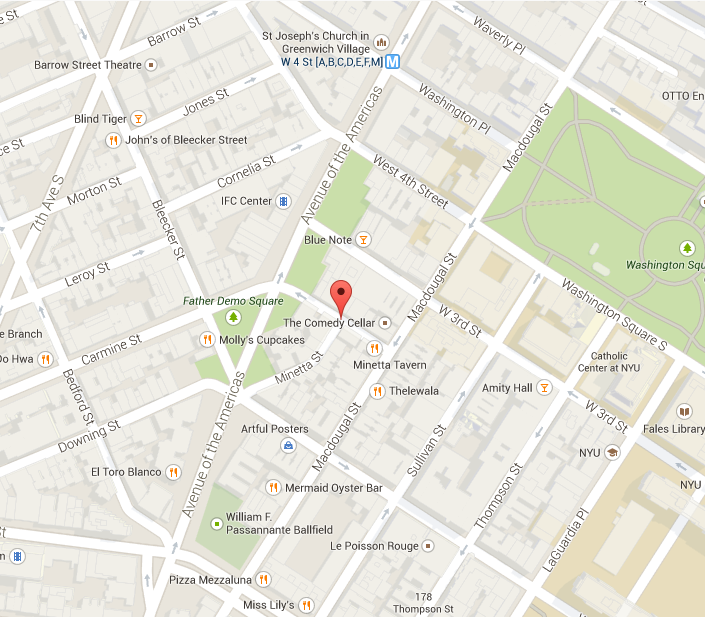 e St
Barrow St
Waverly Pl
St Joseph's Church in
Greenwich Village
W 4 St [A,B,C,D,E,F,M]
M
Barrow Street Theatre
Jones St
Washington Pl
OTTO En
Blind Tiger
John's of Bleecker Street
Avenue of the Americas
Macdougal St
ce St
Cornelia St
West 4th Street
Morton St
7th Ave S
IFC Center
Bleecker St
Blue Note
Washington Squ
Leroy St
Macdougal St
Father Demo Square
Washington Square S
The Comedy Cellar
W 3rd St
e Branch
Molly's Cupcakes
Do Hwa
Carmine St
Minetta St
Minetta Tavern
Catholic
Center at NYU
Bedford St
Thelewala
Amity Hall
W 3rd St
Avenue of the Americas
Artful Posters
Fales Library
Downing St
Macdougal St
Sullivan St
NYU
El Toro Blanco
Thompson St
NYU
Mermaid Oyster Bar
William F.
Passannante Ballfield
LaGuardia Pl
Le Poisson Rouge
m
Pizza Mezzaluna
178
Thompson St
Miss Lily's